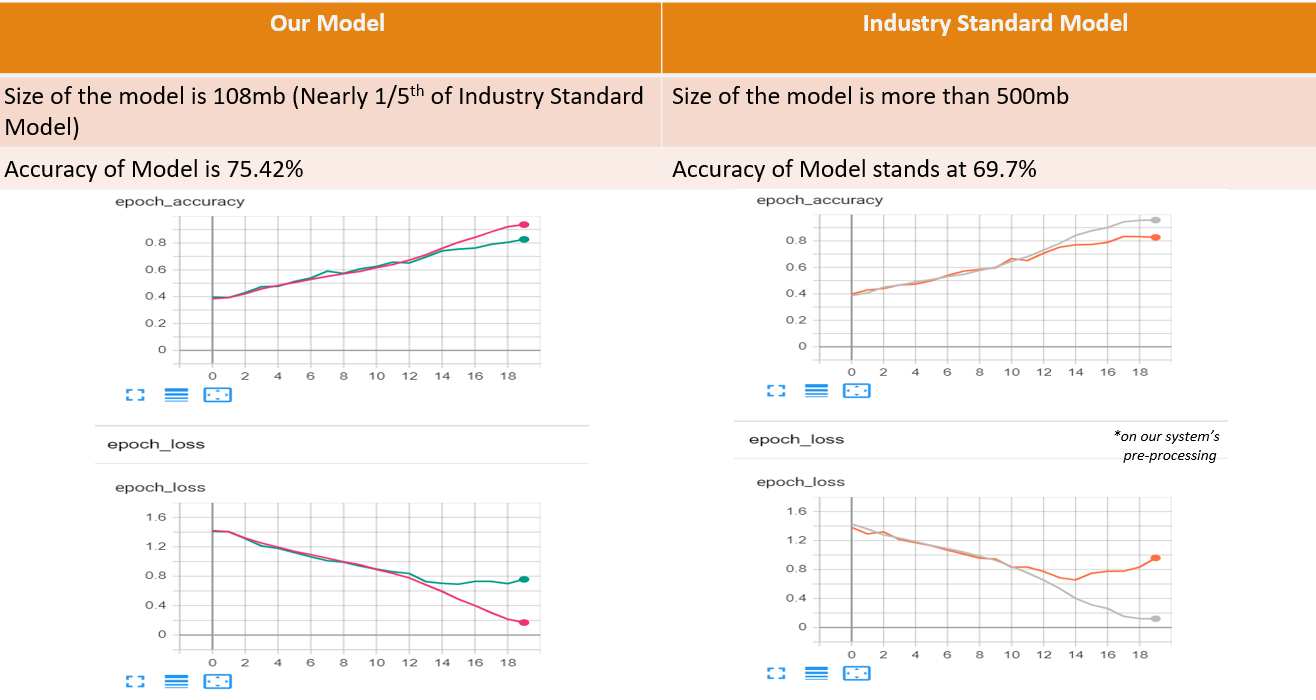 Our Model
Industry Standard Model
Size of the model is 108mb (Nearly 1/5th of Industry Standard
Model)
Size of the model is more than 500mb
Accuracy of Model is 75.42%
Accuracy of Model stands at 69.7%
epoch_accuracy
0.8
0.6
0.4
0.2
0
0 2 4 6 8 10 12 14 16 18
epoch_loss
epoch_loss
1.6
1.2
0.8
0.4
0
0 2 4 6 8 10 12 14 16 18
epoch_accuracy
0.8
0.6
0.4
0.2
0
0 2 4 6 8 10 12 14 16 18
epoch_loss
*on our system's
pre-processing
epoch_loss
1.6
1.2
0.8
0.4
0
0 2 4 6 8 10 12 14 16 18